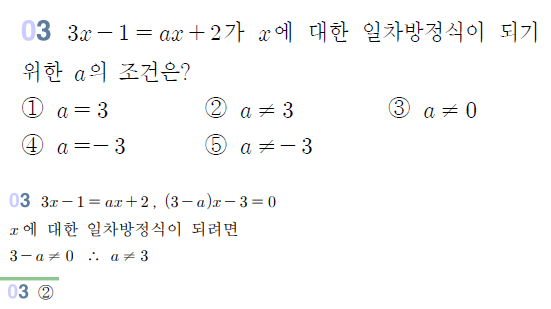 03 3x－1＝ax＋2가 x에 대한 일차방정식이 되기
위한 a의 조건은?
① a＝3 ② a≠3 ③ a≠0
④ a＝－3 ⑤ a≠－3
03 3x－1＝ax＋2, (3－a)x－3＝0
x에 대한 일차방정식이 되려면
3－a≠0 ∴ a≠3
03 ②